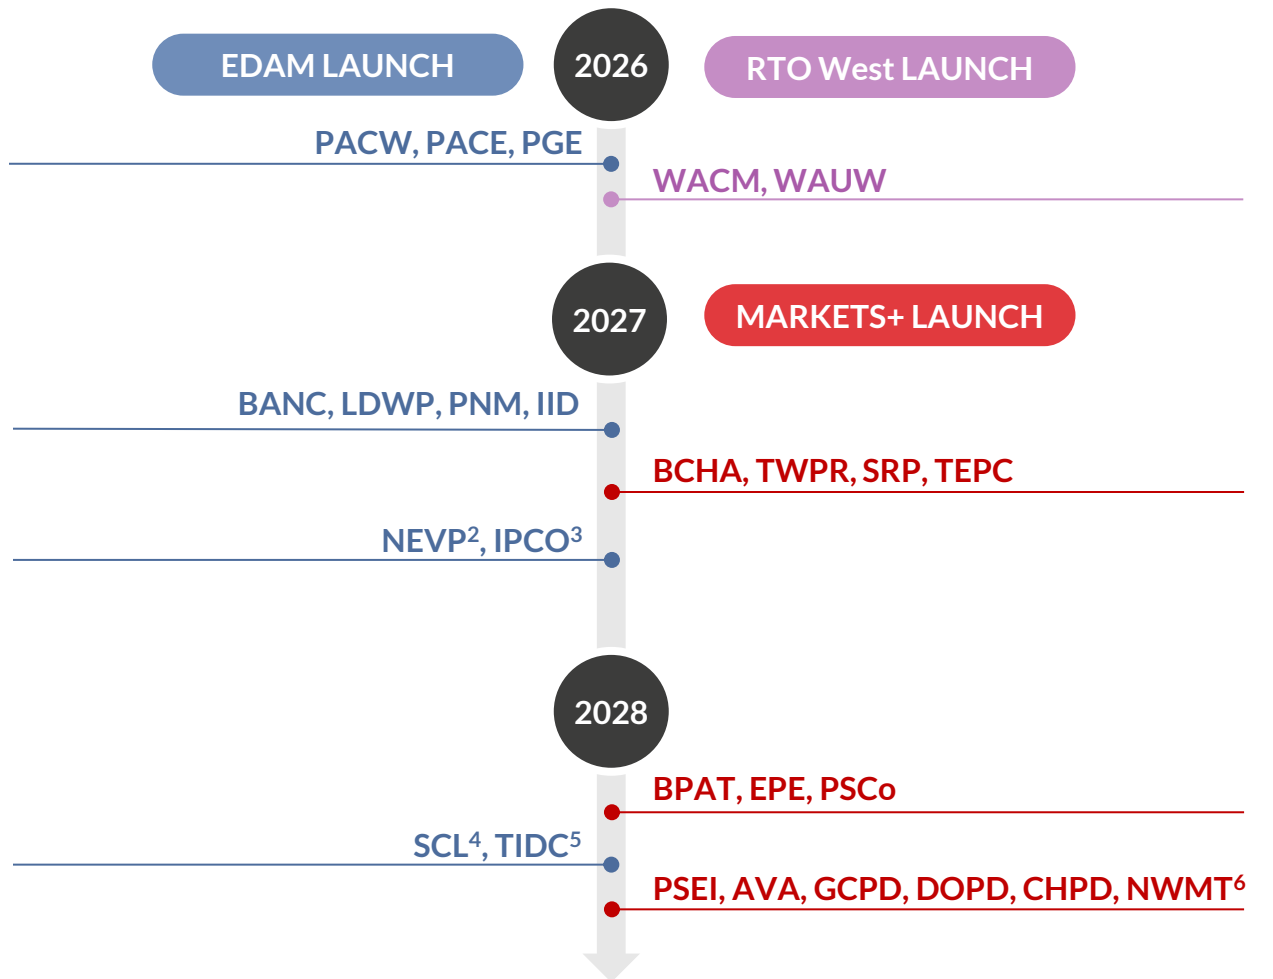 EDAM LAUNCH
2026
RTO West LAUNCH
PACW, PACE, PGE
WACM, WAUW
2027
MARKETS+ LAUNCH
BANC, LDWP, PNM, IID
BCHA, TWPR, SRP, TEPC
NEVP², IPCO³
2028
BPAT, EPE, PSCo
SCL⁴, TIDC⁵
PSEI, AVA, GCPD, DOPD, CHPD, NWMT⁶